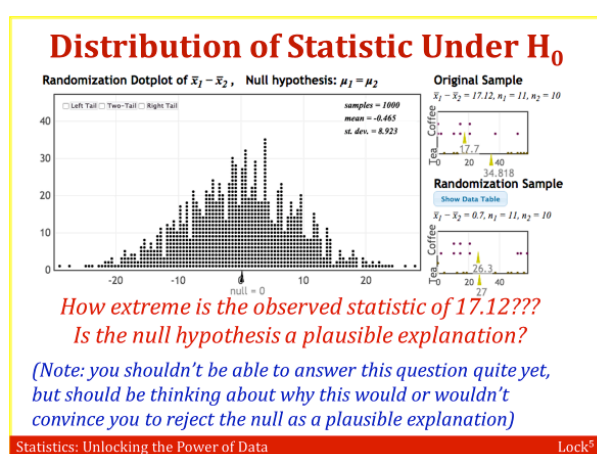 Distribution of Statistic Under H₀
Randomization Dotplot of x̄₁ − x̄₂ ,   Null hypothesis: μ₁ = μ₂
Left Tail Two-Tail Right Tail
samples = 1000
mean = -0.465
st. dev. = 8.923
40
30
20
10
0
-20 -10 0 10 20
null = 0
Original Sample
x̄₁ − x̄₂ = 17.12, n₁ = 11, n₂ = 10
Coffee
Tea
17.7
0 20 40
34.818
Randomization Sample
Show Data Table
x̄₁ − x̄₂ = 0.7, n₁ = 11, n₂ = 10
Coffee
Tea
26.3
0 20 40
27
How extreme is the observed statistic of 17.12???
Is the null hypothesis a plausible explanation?
(Note: you shouldn't be able to answer this question quite yet,
but should be thinking about why this would or wouldn't
convince you to reject the null as a plausible explanation)
Statistics: Unlocking the Power of Data
Lock⁵